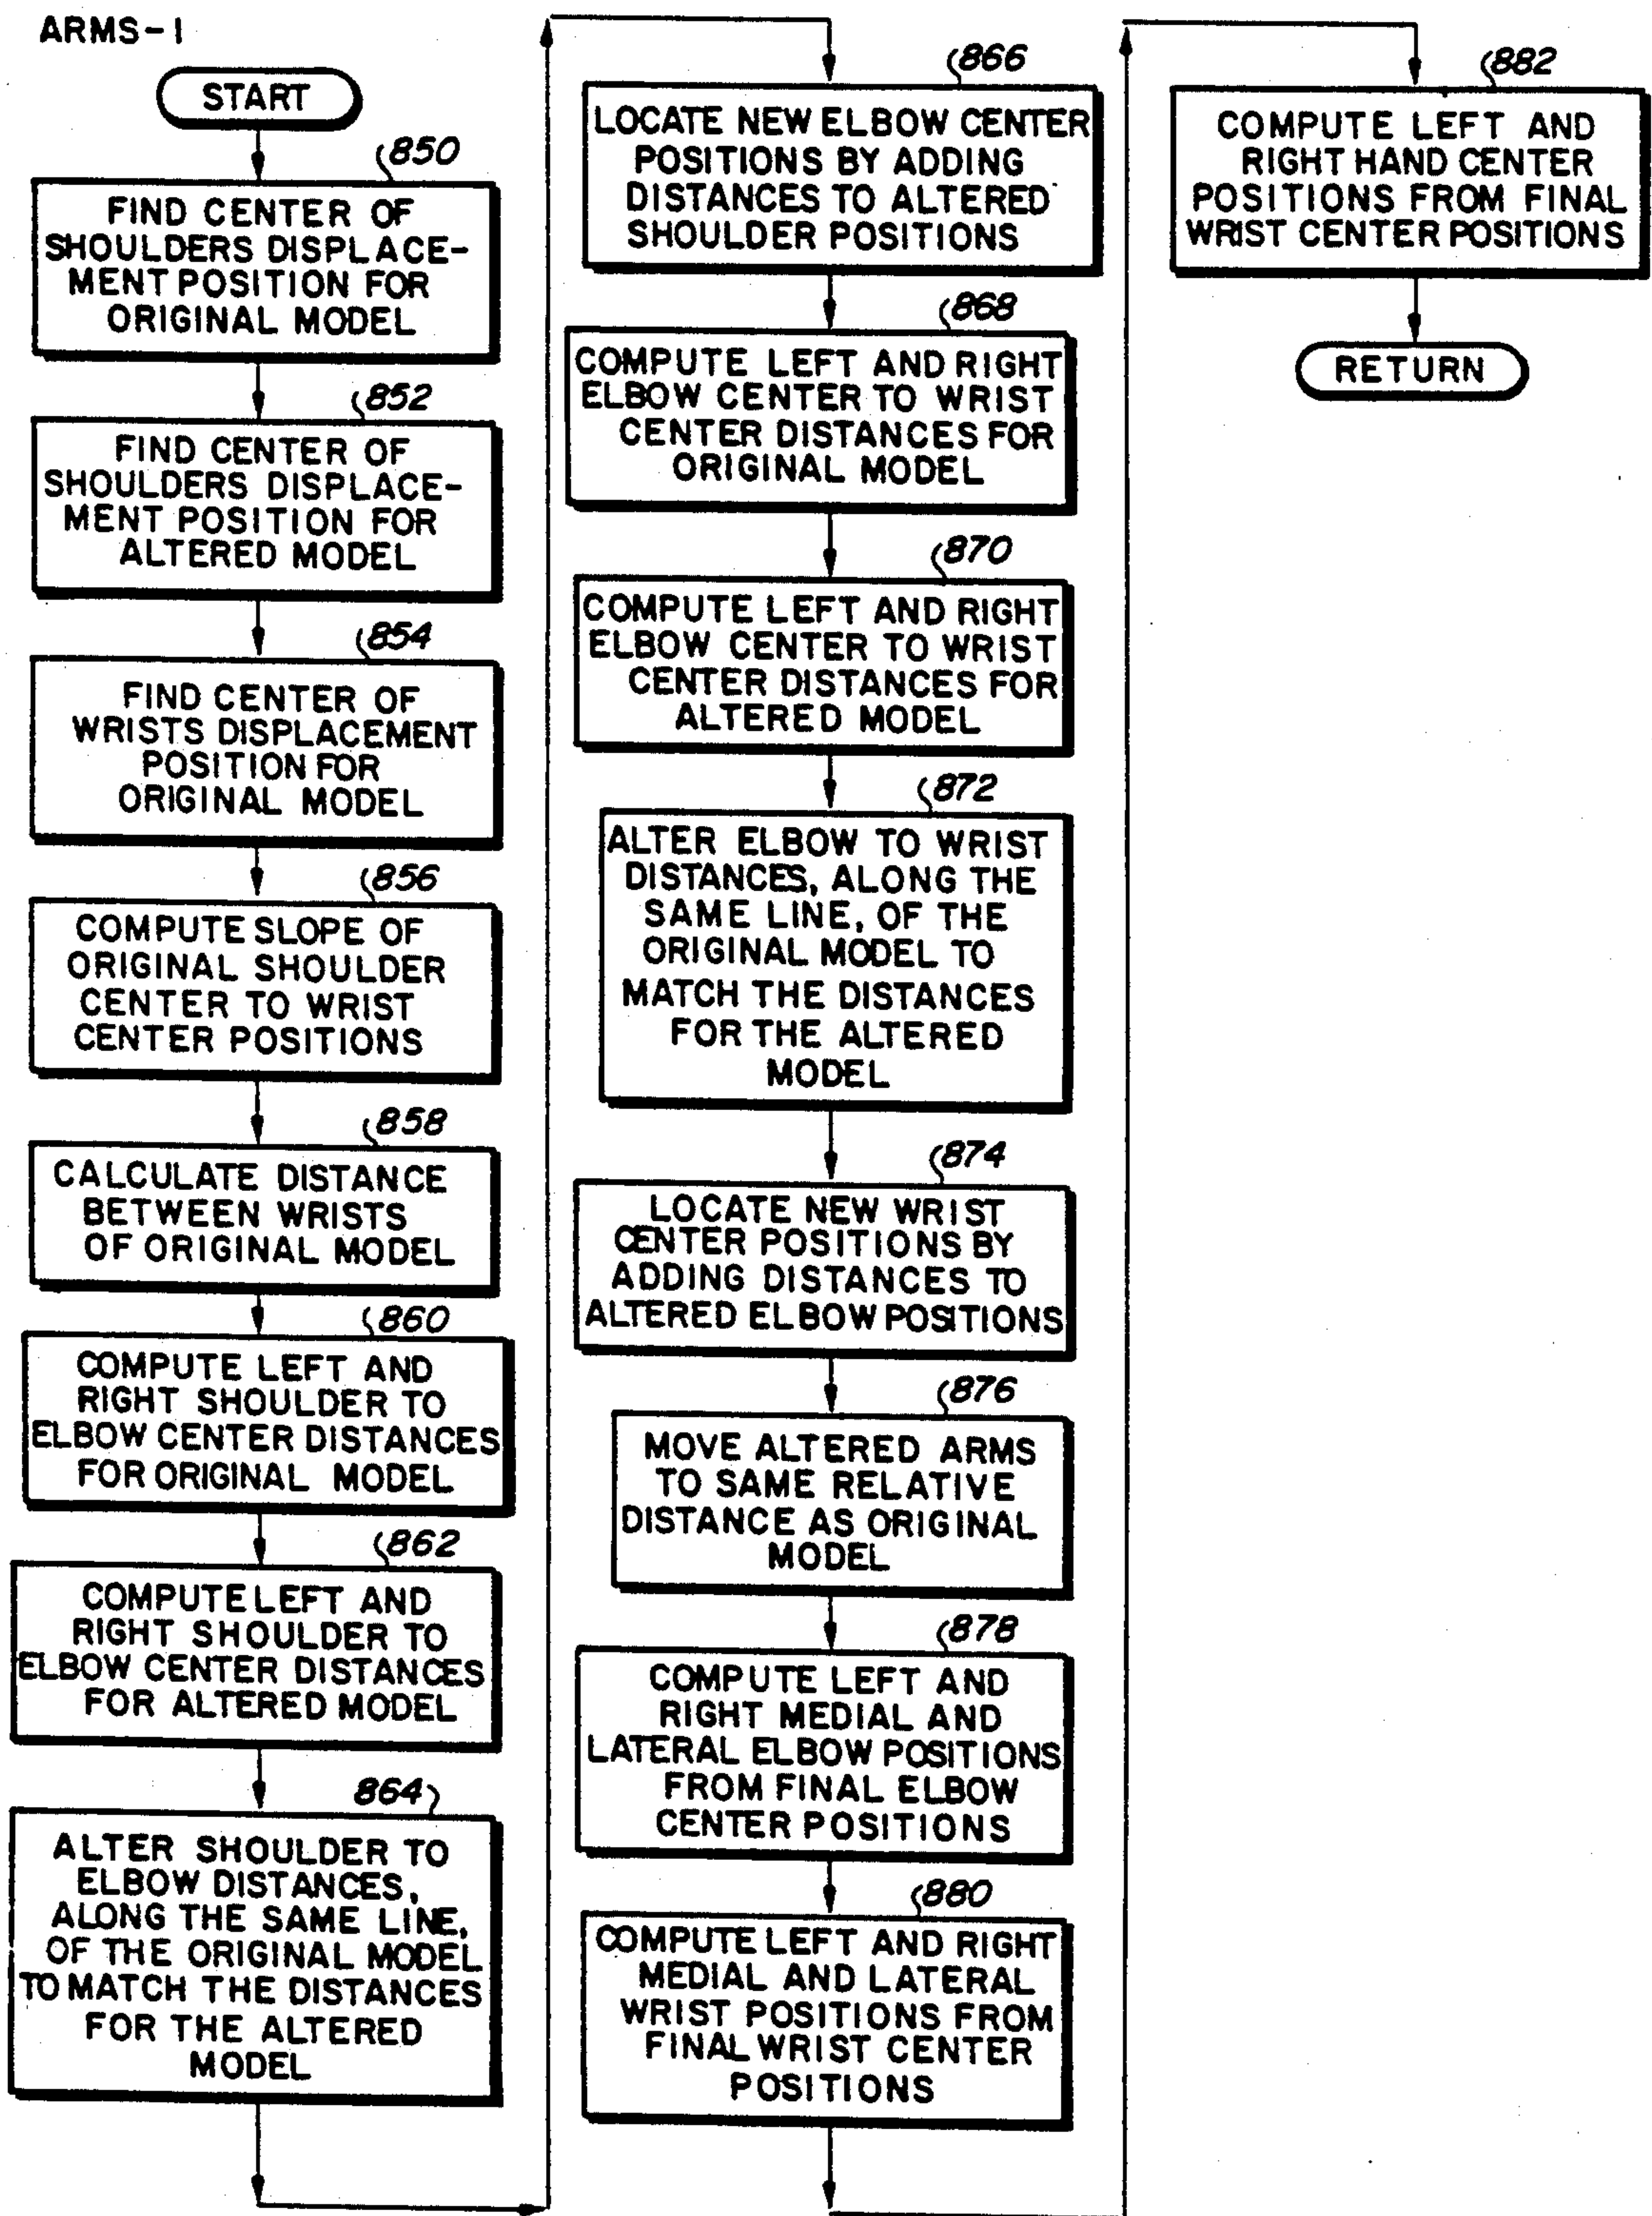 ARMS-1
START
850
FIND CENTER OF
SHOULDERS DISPLACE-
MENT POSITION FOR
ORIGINAL MODEL
852
FIND CENTER OF
SHOULDERS DISPLACE-
MENT POSITION FOR
ALTERED MODEL
854
FIND CENTER OF
WRISTS DISPLACEMENT
POSITION FOR
ORIGINAL MODEL
856
COMPUTE SLOPE OF
ORIGINAL SHOULDER
CENTER TO WRIST
CENTER POSITIONS
858
CALCULATE DISTANCE
BETWEEN WRISTS
OF ORIGINAL MODEL
860
COMPUTE LEFT AND
RIGHT SHOULDER TO
ELBOW CENTER DISTANCES
FOR ORIGINAL MODEL
862
COMPUTE LEFT AND
RIGHT SHOULDER TO
ELBOW CENTER DISTANCES
FOR ALTERED MODEL
864
ALTER SHOULDER TO
ELBOW DISTANCES,
ALONG THE SAME LINE,
OF THE ORIGINAL MODEL
TO MATCH THE DISTANCES
FOR THE ALTERED
MODEL
866
LOCATE NEW ELBOW CENTER
POSITIONS BY ADDING
DISTANCES TO ALTERED
SHOULDER POSITIONS
868
COMPUTE LEFT AND RIGHT
ELBOW CENTER TO WRIST
CENTER DISTANCES FOR
ORIGINAL MODEL
870
COMPUTE LEFT AND RIGHT
ELBOW CENTER TO WRIST
CENTER DISTANCES FOR
ALTERED MODEL
872
ALTER ELBOW TO WRIST
DISTANCES, ALONG THE
SAME LINE, OF THE
ORIGINAL MODEL TO
MATCH THE DISTANCES
FOR THE ALTERED
MODEL
874
LOCATE NEW WRIST
CENTER POSITIONS BY
ADDING DISTANCES TO
ALTERED ELBOW POSITIONS
876
MOVE ALTERED ARMS
TO SAME RELATIVE
DISTANCE AS ORIGINAL
MODEL
878
COMPUTE LEFT AND
RIGHT MEDIAL AND
LATERAL ELBOW POSITIONS
FROM FINAL ELBOW
CENTER POSITIONS
880
COMPUTE LEFT AND RIGHT
MEDIAL AND LATERAL
WRIST POSITIONS FROM
FINAL WRIST CENTER
POSITIONS
882
COMPUTE LEFT AND
RIGHT HAND CENTER
POSITIONS FROM FINAL
WRIST CENTER POSITIONS
RETURN